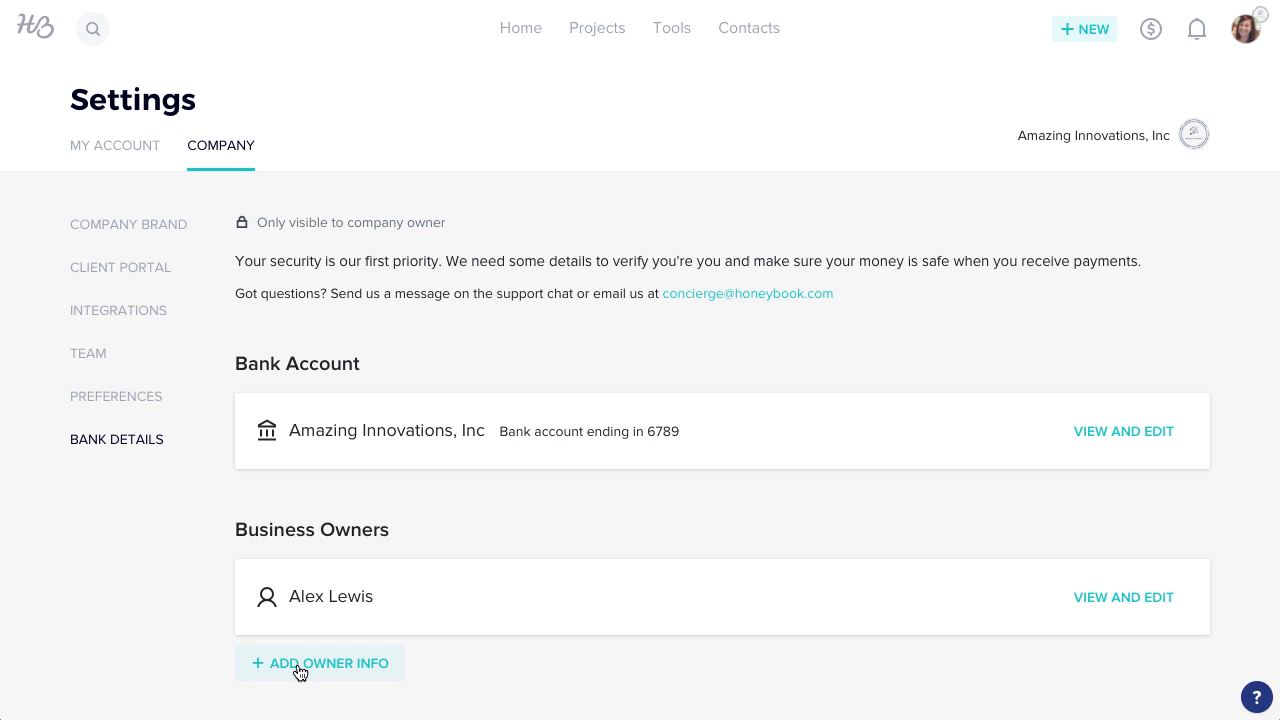 HB
Home Projects Tools Contacts
+ NEW
$
Settings
MY ACCOUNT COMPANY
Amazing Innovations, Inc
COMPANY BRAND
CLIENT PORTAL
INTEGRATIONS
TEAM
PREFERENCES
BANK DETAILS
Only visible to company owner
Your security is our first priority. We need some details to verify you're you and make sure your money is safe when you receive payments.
Got questions? Send us a message on the support chat or email us at concierge@honeybook.com
Bank Account
Amazing Innovations, Inc Bank account ending in 6789
VIEW AND EDIT
Business Owners
Alex Lewis
VIEW AND EDIT
+ ADD OWNER INFO
?